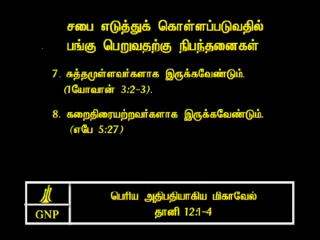 சபை எடுத்துக் கொள்ளப்படுவதில்
பங்கு பெறுவதற்கு நிபந்தனைகள்
7. சுத்தமுள்ளவர்களாக இருக்கவேண்டும்.
(1யோவான் 3:2-3).
8. கறைதிரையற்றவர்களாக இருக்கவேண்டும்.
(எபே 5:27)
பெரிய அதிபதியாகிய மிகாவேல்
GNP
தானி 12:1-4